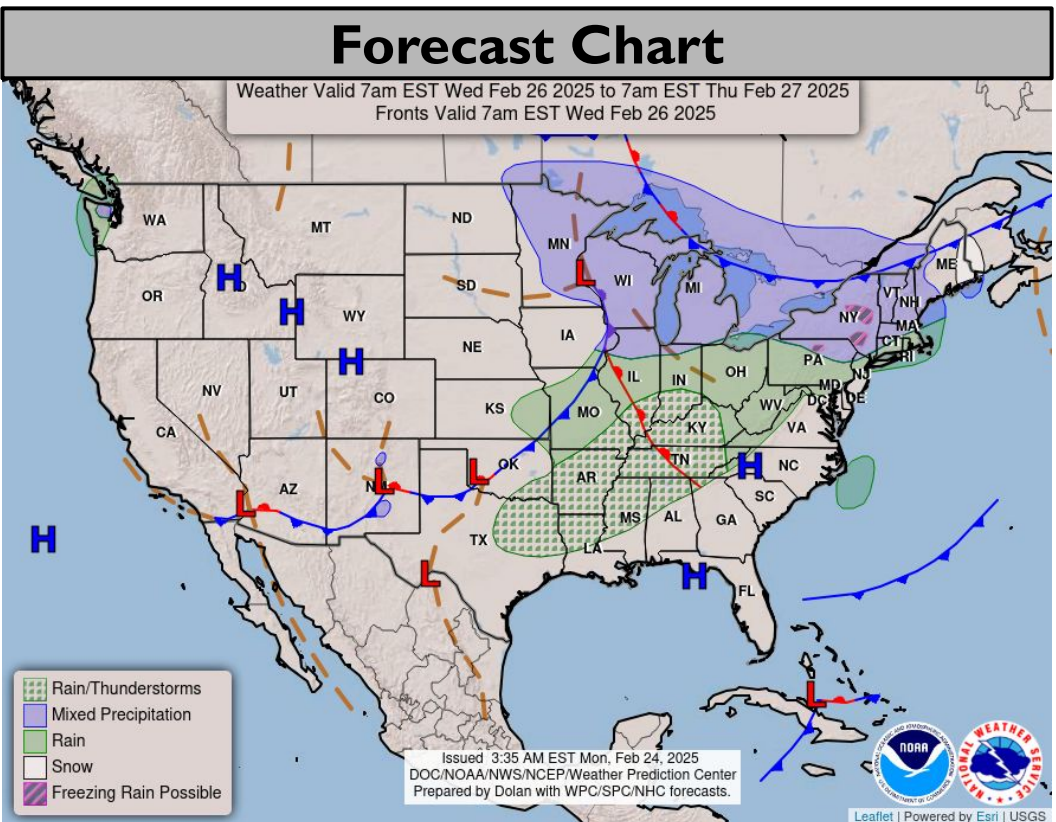 Forecast Chart
Weather Valid 7am EST Wed Feb 26 2025 to 7am EST Thu Feb 27 2025
Fronts Valid 7am EST Wed Feb 26 2025
WA
MT
ND
MN
ME
OR
H
H
WY
SD
L
WI
MI
VT
NH
NY
MA
CT
RI
H
NE
IA
PA
NJ
NV
UT
CO
KS
MO
IL
IN
OH
MD
DE
DC
WV
VA
CA
AZ
L
L
L
OK
AR
KY
TN
H
NC
SC
H
TX
L
LA
MS
AL
GA
H
FL
L
Rain/Thunderstorms
Mixed Precipitation
Rain
Snow
Freezing Rain Possible
Issued 3:35 AM EST Mon, Feb 24, 2025
DOC/NOAA/NWS/NCEP/Weather Prediction Center
Prepared by Dolan with WPC/SPC/NHC forecasts.
NOAA
NATIONAL WEATHER SERVICE
Leaflet | Powered by Esri | USGS